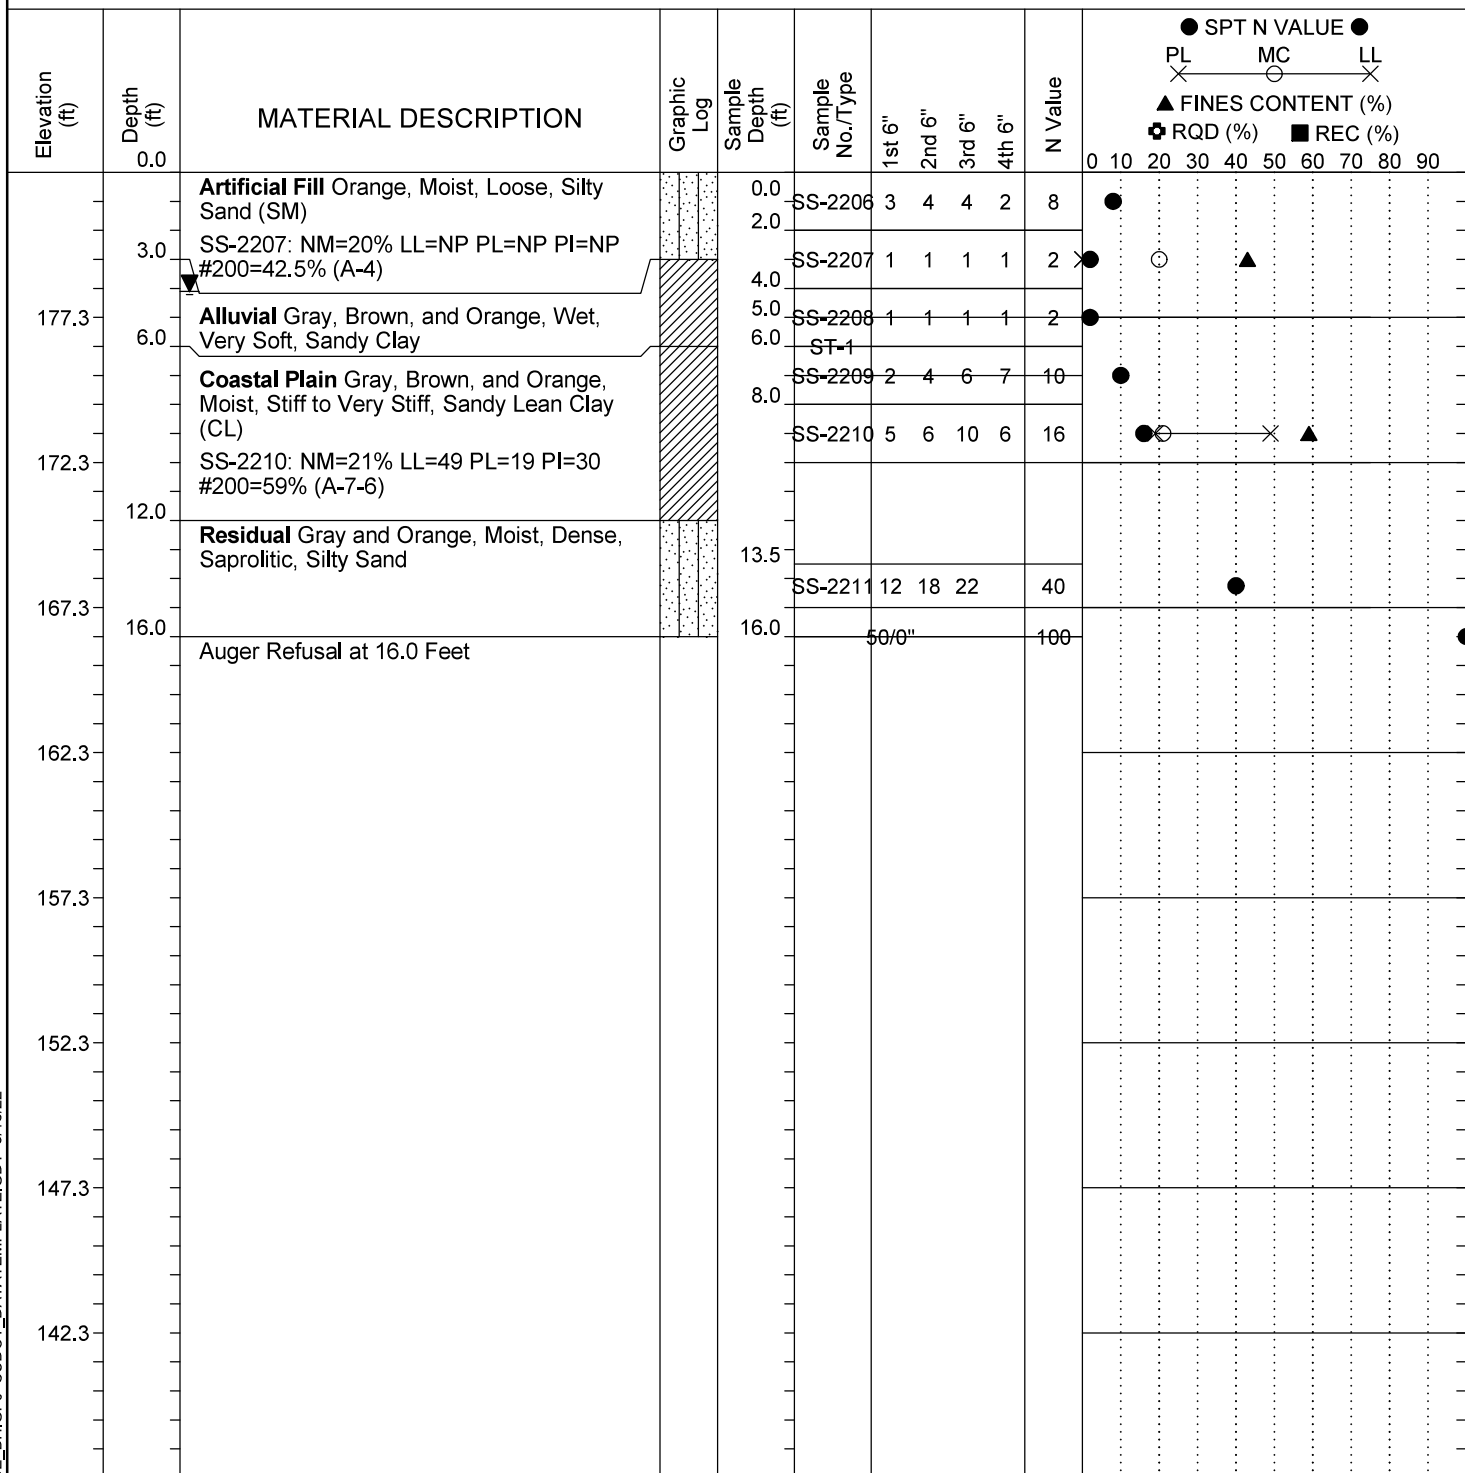 ● SPT N VALUE ●
PL MC LL
▲ FINES CONTENT (%)
RQD (%) ■ REC (%)
0 10 20 30 40 50 60 70 80 90
Elevation (ft)
Depth (ft)
0.0
MATERIAL DESCRIPTION
Graphic Log
Sample Depth (ft)
Sample No./Type
1st 6"
2nd 6"
3rd 6"
4th 6"
N Value
Artificial Fill Orange, Moist, Loose, Silty
Sand (SM)
SS-2207: NM=20% LL=NP PL=NP PI=NP
#200=42.5% (A-4)
3.0
Alluvial Gray, Brown, and Orange, Wet,
Very Soft, Sandy Clay
177.3
6.0
Coastal Plain Gray, Brown, and Orange,
Moist, Stiff to Very Stiff, Sandy Lean Clay
(CL)
SS-2210: NM=21% LL=49 PL=19 PI=30
#200=59% (A-7-6)
172.3
12.0
Residual Gray and Orange, Moist, Dense,
Saprolitic, Silty Sand
167.3
16.0
Auger Refusal at 16.0 Feet
0.0
SS-2206 3 4 4 2 8
2.0
SS-2207 1 1 1 1 2
4.0
5.0
SS-2208 1 1 1 1 2
6.0
ST-1
SS-2209 2 4 6 7 10
8.0
SS-2210 5 6 10 6 16
13.5
SS-2211 12 18 22 40
16.0
50/0" 100
162.3
157.3
152.3
147.3
142.3